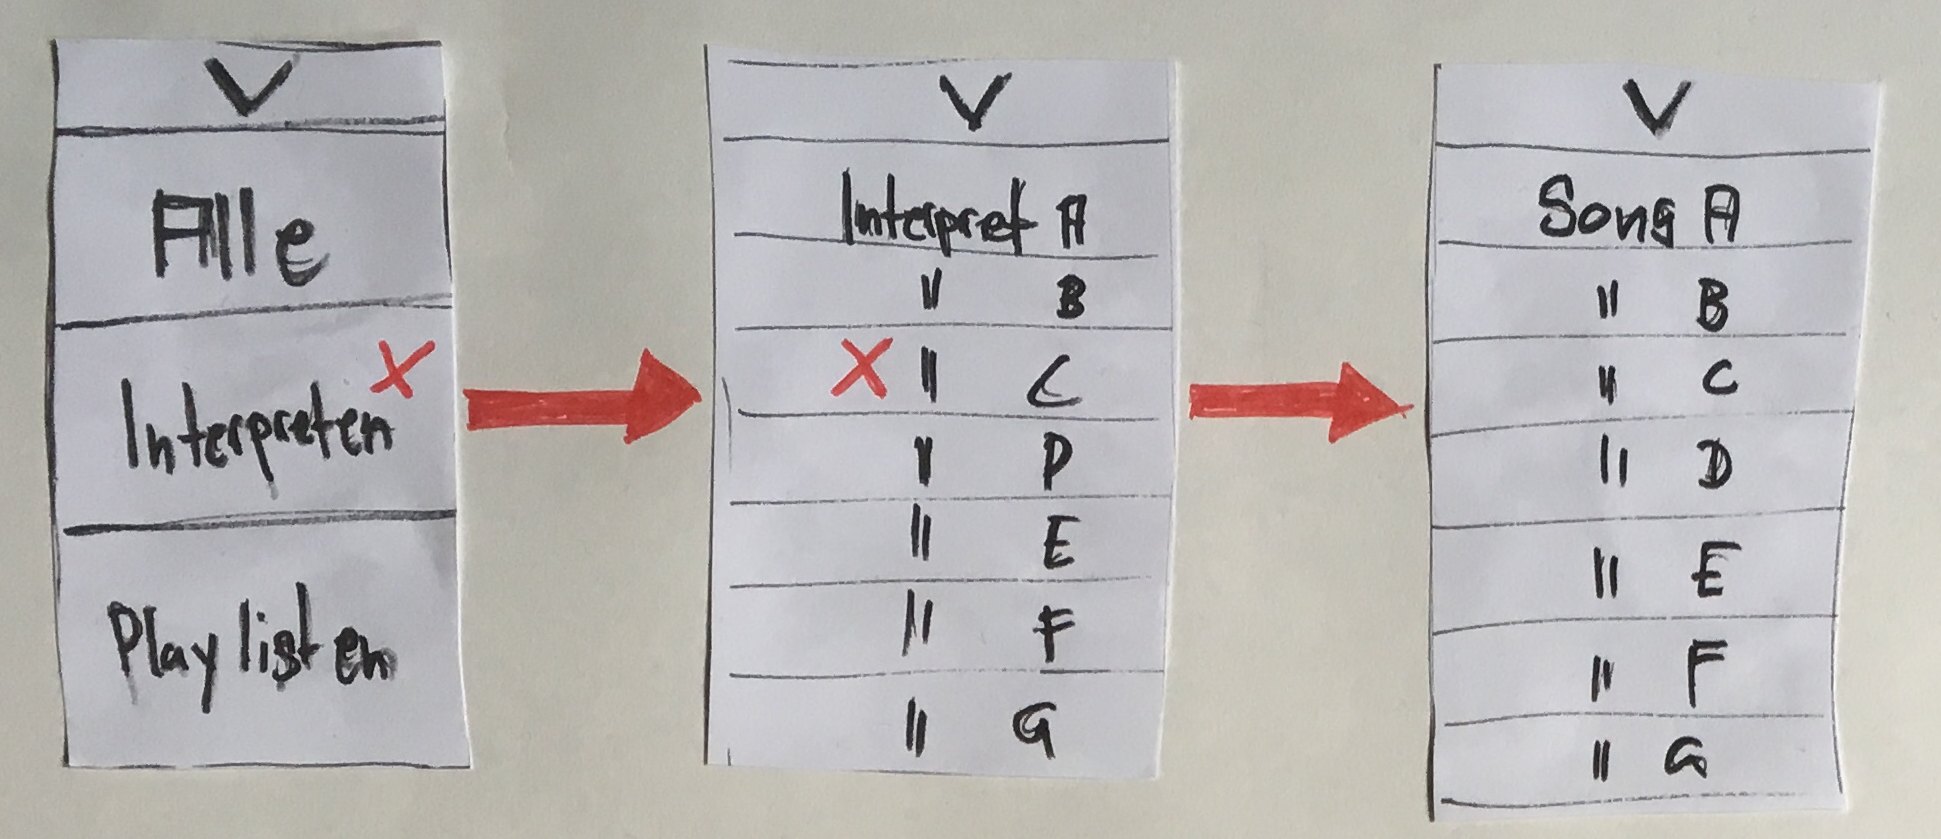 V
Alle
Interpreten X
Playlisten
V
Interpret A
" B
X " C
" D
" E
" F
" G
V
Song A
" B
" C
" D
" E
" F
" G